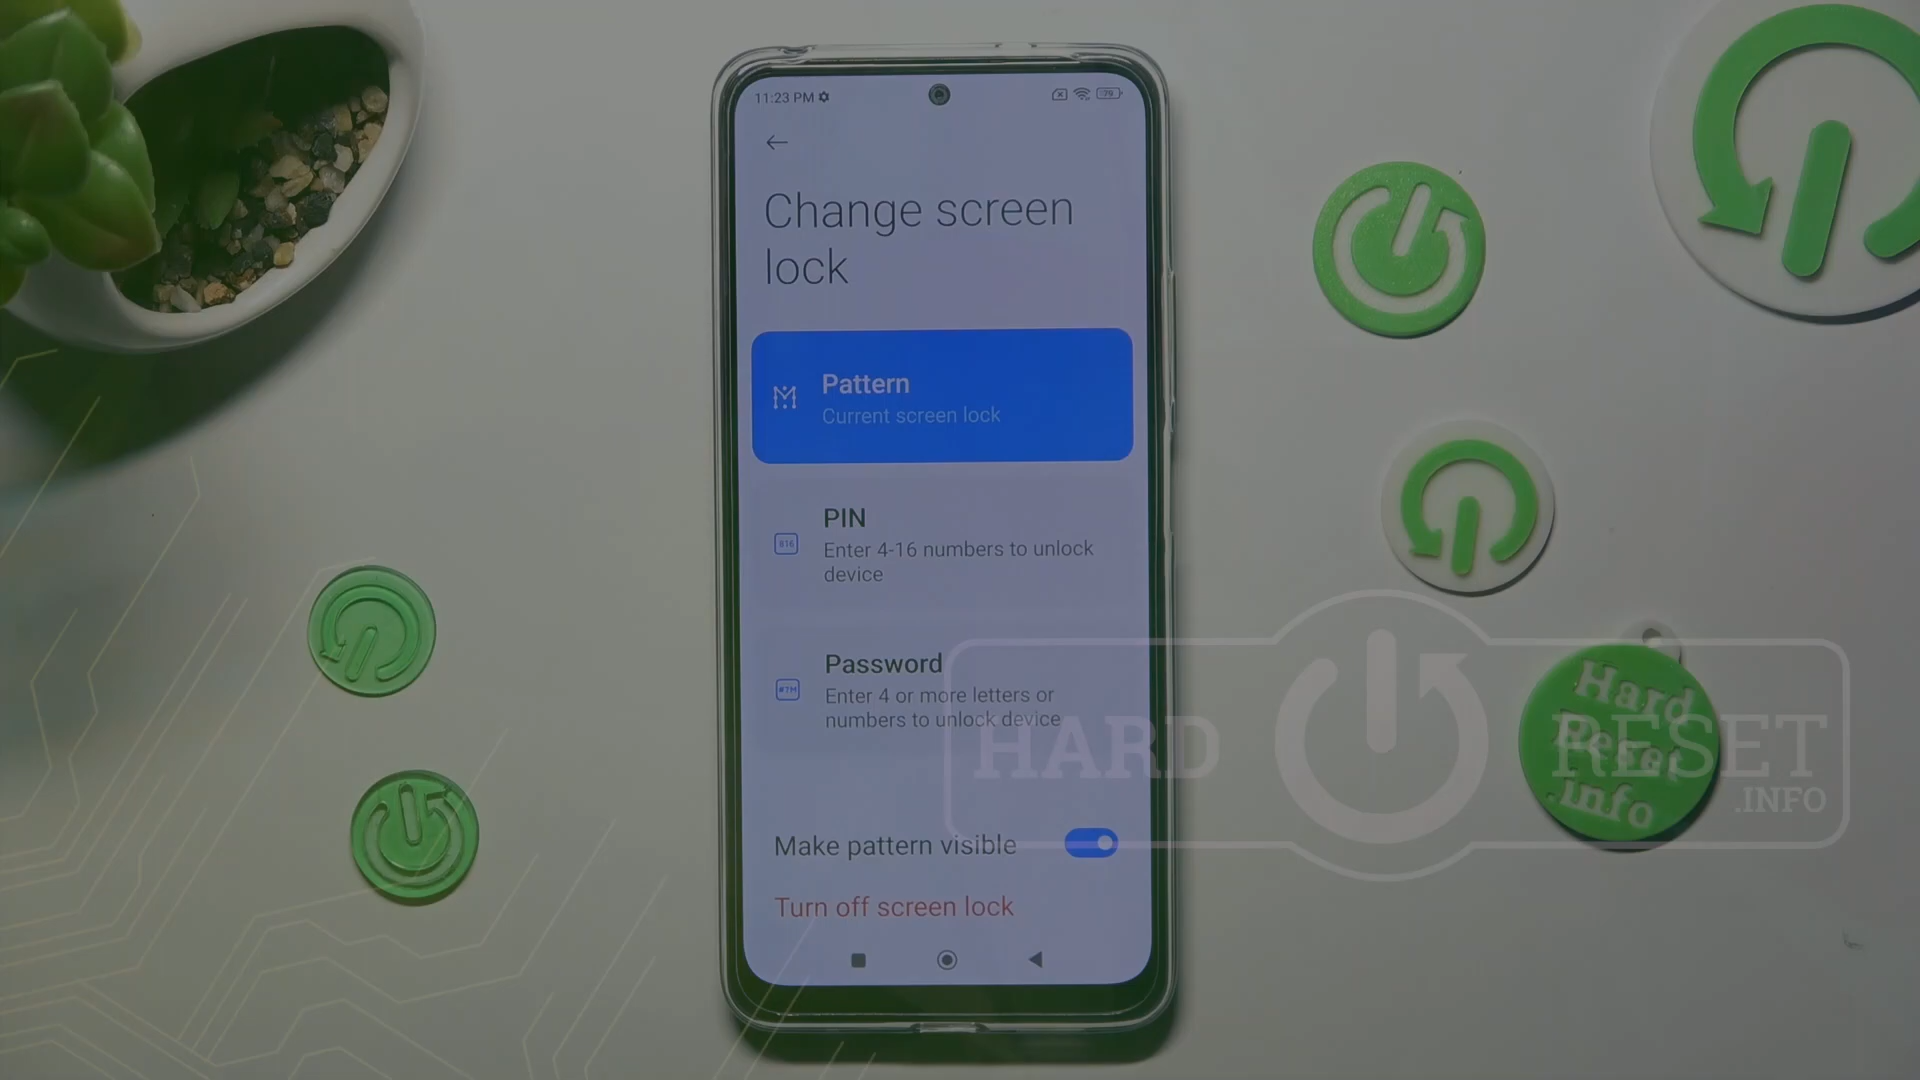 11:23 PM
79
Change screen
lock
Pattern
Current screen lock
PIN
Enter 4-16 numbers to unlock
device
Password
Enter 4 or more letters or
numbers to unlock device
Make pattern visible
Turn off screen lock
HARD RESET
.INFO
Hard
Reset
.info